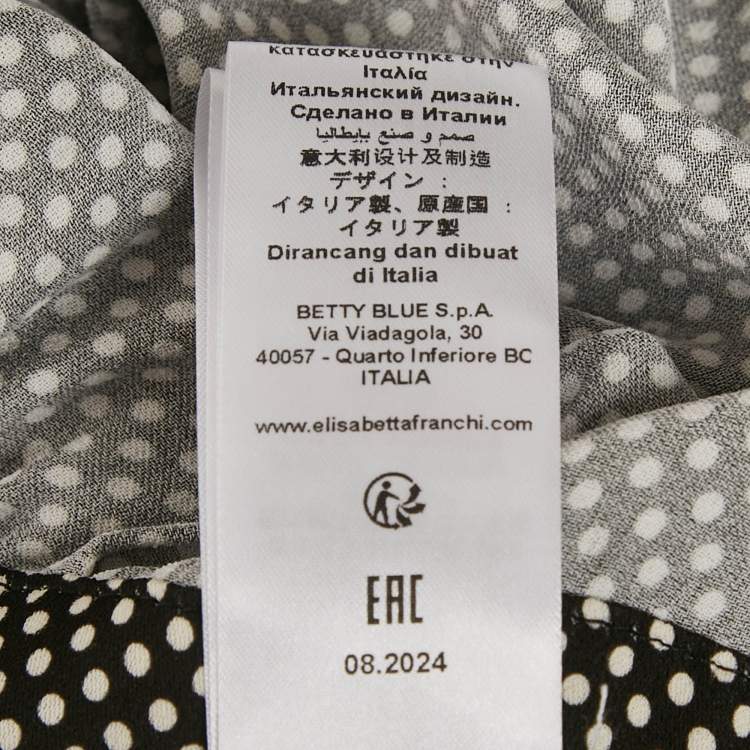 κατασκευάστηκε στην
Ιταλία
Итальянский дизайн.
Сделано в Италии
صمم و صنع بإيطاليا
意大利设计及制造
デザイン :
イタリア製、原産国 :
イタリア製
Dirancang dan dibuat
di Italia
BETTY BLUE S.p.A.
Via Viadagola, 30
40057 - Quarto Inferiore BO
ITALIA
www.elisabettafranchi.com
EAC
08.2024